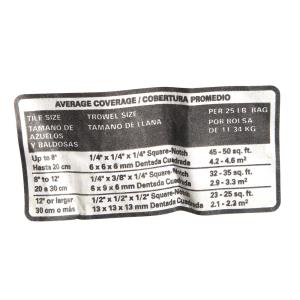 AVERAGE COVERAGE / COBERTURA PROMEDIO
TILE SIZE TROWEL SIZE PER 25 LB. BAG
TAMANO DE AZUELOS Y BALDOSAS TAMANO DE LLANA POR BOLSA DE 11 34 KG
Up to 8" 1/4" x 1/4" x 1/4" Square-Notch 45 - 50 sq. ft.
Hasta 20 cm 6 x 6 x 6 mm Dentada Cuadrada 4.2 - 4.6 m²
8" to 12" 1/4" x 3/8" x 1/4" Square-Notch 32 - 35 sq. ft.
20 a 30 cm 6 x 9 x 6 mm Dentada Cuadrada 2.9 - 3.3 m²
12" or larger 1/2" x 1/2" x 1/2" Square-Notch 23 - 25 sq. ft.
30 cm o más 13 x 13 x 13 mm Dentada Cuadrada 2.1 - 2.3 m²